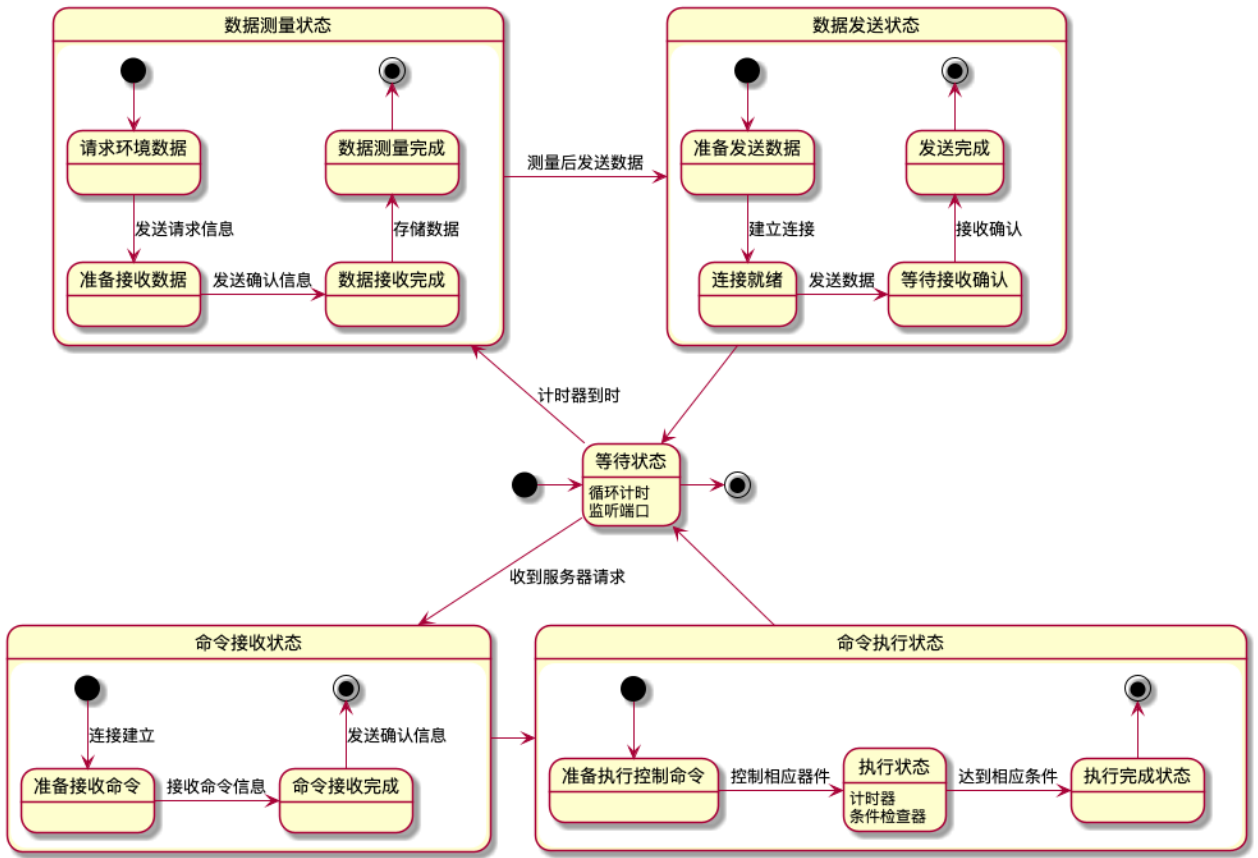 数据测量状态
请求环境数据
发送请求信息
准备接收数据
发送确认信息
数据接收完成
存储数据
数据测量完成
测量后发送数据
数据发送状态
准备发送数据
建立连接
连接就绪
发送数据
等待接收确认
接收确认
发送完成
计时器到时
等待状态
循环计时
监听端口
收到服务器请求
命令接收状态
连接建立
准备接收命令
接收命令信息
命令接收完成
发送确认信息
命令执行状态
准备执行控制命令
控制相应器件
执行状态
计时器
条件检查器
达到相应条件
执行完成状态